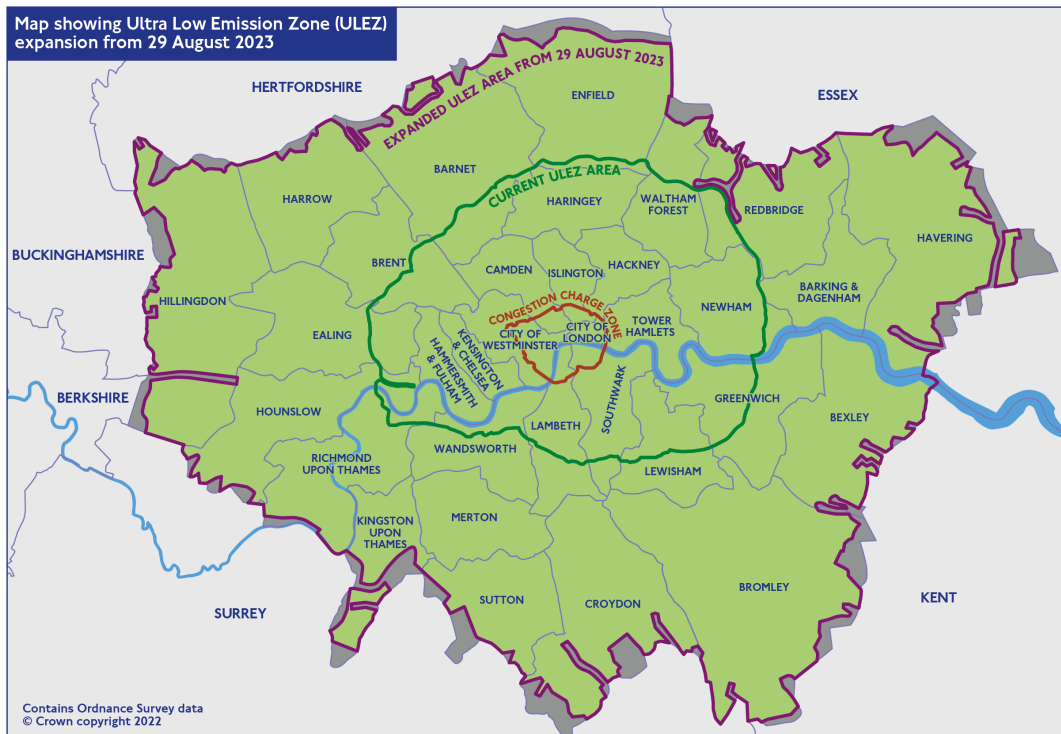 Map showing Ultra Low Emission Zone (ULEZ)
expansion from 29 August 2023
EXPANDED ULEZ AREA FROM 29 AUGUST 2023
HERTFORDSHIRE
ESSEX
ENFIELD
BARNET
CURRENT ULEZ AREA
HARROW
HARINGEY
WALTHAM
FOREST
REDBRIDGE
HAVERING
BUCKINGHAMSHIRE
BRENT
CAMDEN
ISLINGTON
HACKNEY
HILLINGDON
BARKING &
DAGENHAM
NEWHAM
EALING
CONGESTION CHARGE ZONE
CITY OF
WESTMINSTER
CITY OF
LONDON
TOWER
HAMLETS
KENSINGTON
& CHELSEA
HAMMERSMITH
& FULHAM
BERKSHIRE
HOUNSLOW
SOUTHWARK
GREENWICH
BEXLEY
LAMBETH
WANDSWORTH
RICHMOND
UPON THAMES
LEWISHAM
KINGSTON
UPON
THAMES
MERTON
SUTTON
CROYDON
BROMLEY
KENT
SURREY
Contains Ordnance Survey data
© Crown copyright 2022